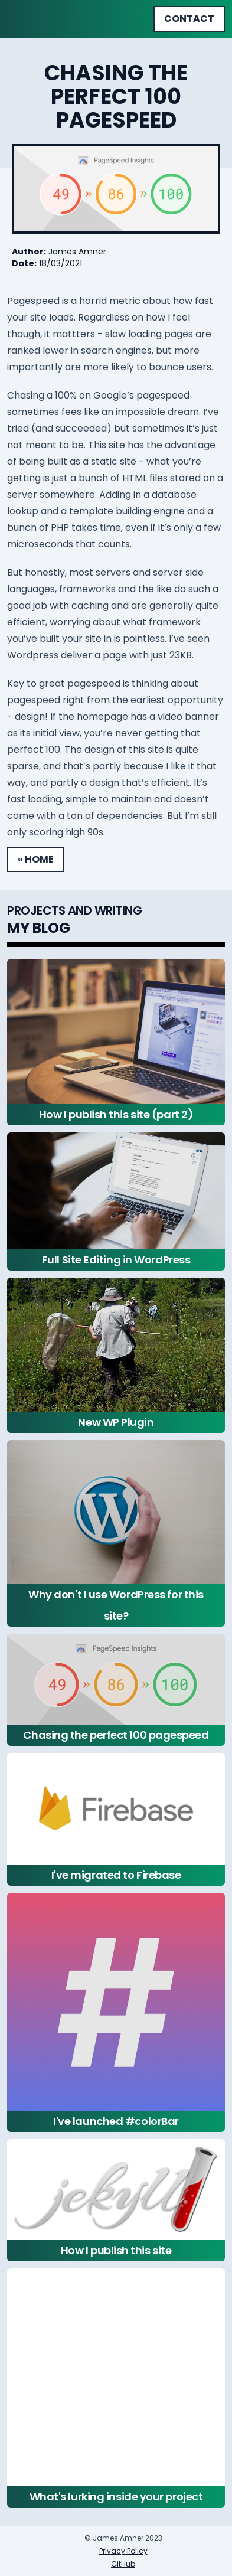 CONTACT
CHASING THE
PERFECT 100
PAGESPEED
PageSpeed Insights
49 » 86 » 100
Author: James Amner
Date: 18/03/2021
Pagespeed is a horrid metric about how fast
your site loads. Regardless on how I feel
though, it mattters - slow loading pages are
ranked lower in search engines, but more
importantly are more likely to bounce users.
Chasing a 100% on Google's pagespeed
sometimes fees like an impossible dream. I've
tried (and succeeded) but sometimes it's just
not meant to be. This site has the advantage
of being built as a static site - what you're
getting is just a bunch of HTML files stored on a
server somewhere. Adding in a database
lookup and a template building engine and a
bunch of PHP takes time, even if it's only a few
microseconds that counts.
But honestly, most servers and server side
languages, frameworks and the like do such a
good job with caching and are generally quite
efficient, worrying about what framework
you've built your site in is pointless. I've seen
Wordpress deliver a page with just 23KB.
Key to great pagespeed is thinking about
pagespeed right from the earliest opportunity
- design! If the homepage has a video banner
as its initial view, you're never getting that
perfect 100. The design of this site is quite
sparse, and that's partly because I like it that
way, and partly a design that's efficient. It's
fast loading, simple to maintain and doesn't
come with a ton of dependencies. But I'm still
only scoring high 90s.
« HOME
PROJECTS AND WRITING
MY BLOG
How I publish this site (part 2)
Full Site Editing in WordPress
New WP Plugin
Why don't I use WordPress for this
site?
PageSpeed Insights
49 » 86 » 100
Chasing the perfect 100 pagespeed
Firebase
I've migrated to Firebase
#
I've launched #colorBar
jekyll
How I publish this site
What's lurking inside your project
© James Amner 2023
Privacy Policy
GitHub